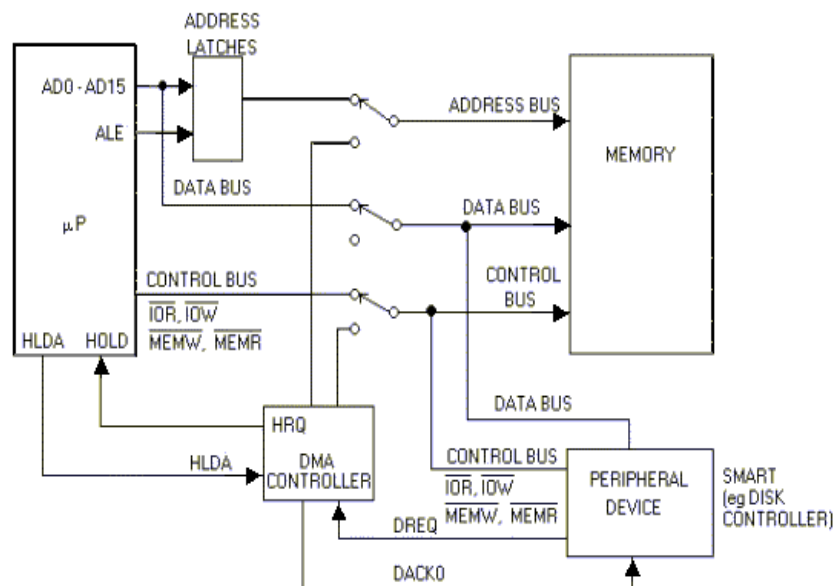 ADDRESS
LATCHES
AD0 - AD15
ALE
ADDRESS BUS
MEMORY
DATA BUS
μP
DATA BUS
CONTROL BUS
CONTROL
BUS
IOR, IOW
MEMW, MEMR
HLDA HOLD
DATA BUS
HRQ
DMA
CONTROLLER
HLDA
CONTROL BUS
IOR, IOW
MEMW, MEMR
PERIPHERAL
DEVICE
SMART
(eg DISK
CONTROLLER)
DREQ
DACK0